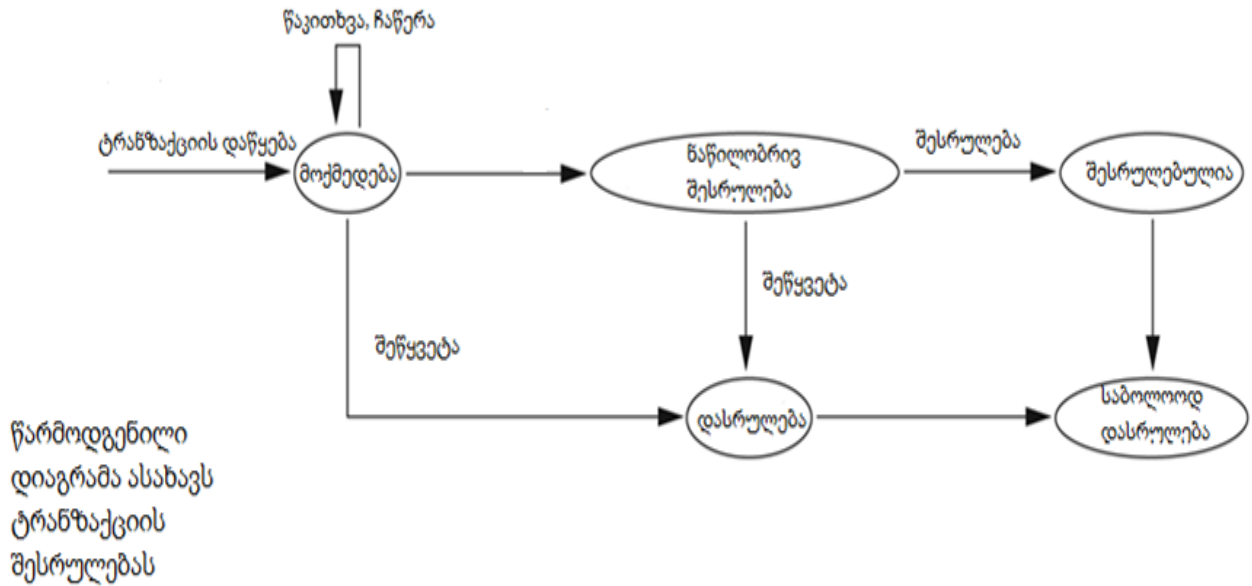 წაკითხვა, ჩაწერა
ტრანზაქციის დაწყება
მოქმედება
ნაწილობრივ
შესრულება
შესრულება
შესრულებულია
შეწყვეტა
შეწყვეტა
დასრულება
საბოლოოდ
დასრულება
წარმოდგენილი
დიაგრამა ასახავს
ტრანზაქციის
შესრულებას